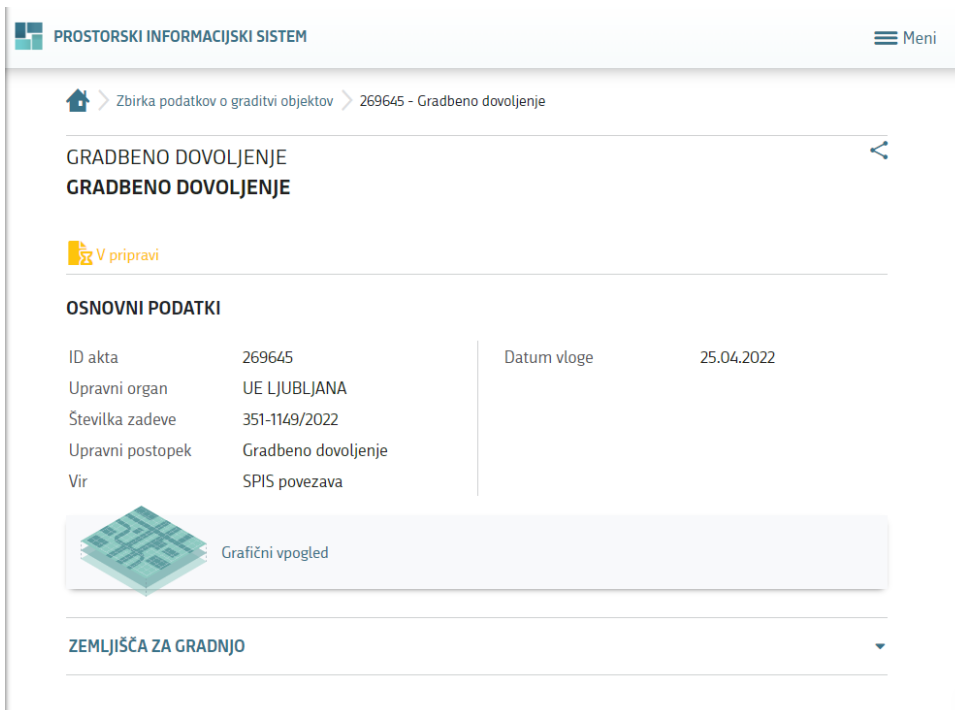 PROSTORSKI INFORMACIJSKI SISTEM
Meni
Zbirka podatkov o graditvi objektov
269645 - Gradbeno dovoljenje
GRADBENO DOVOLJENJE
GRADBENO DOVOLJENJE
V pripravi
OSNOVNI PODATKI
ID akta 269645
Upravni organ UE LJUBLJANA
Številka zadeve 351-1149/2022
Upravni postopek Gradbeno dovoljenje
Vir SPIS povezava
Datum vloge 25.04.2022
Grafični vpogled
ZEMLJIŠČA ZA GRADNJO